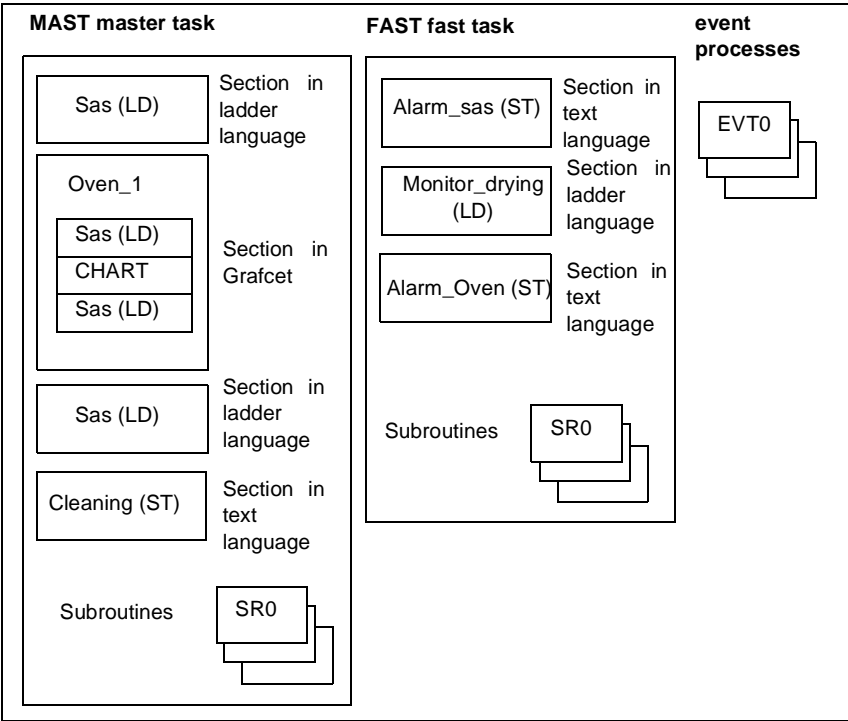 MAST master task
Sas (LD)
Section in
ladder
language
Oven_1
Sas (LD)
CHART
Sas (LD)
Section in
Grafcet
Sas (LD)
Section in
ladder
language
Cleaning (ST)
Section in
text
language
Subroutines
SR0
FAST fast task
Alarm_sas (ST)
Section in
text
language
Monitor_drying
(LD)
Section in
ladder
language
Alarm_Oven (ST)
Section in
text
language
Subroutines
SR0
event
processes
EVT0